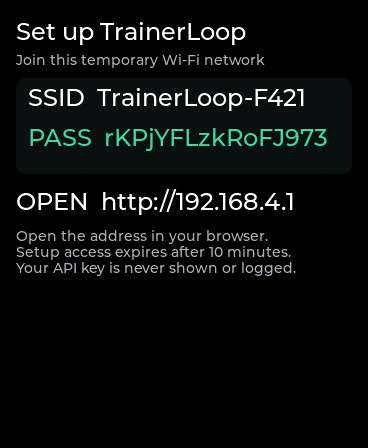 Set up TrainerLoop
Join this temporary Wi-Fi network
SSID TrainerLoop-F421
PASS rKPjYFLzkRoFJ973
OPEN http://192.168.4.1
Open the address in your browser.
Setup access expires after 10 minutes.
Your API key is never shown or logged.